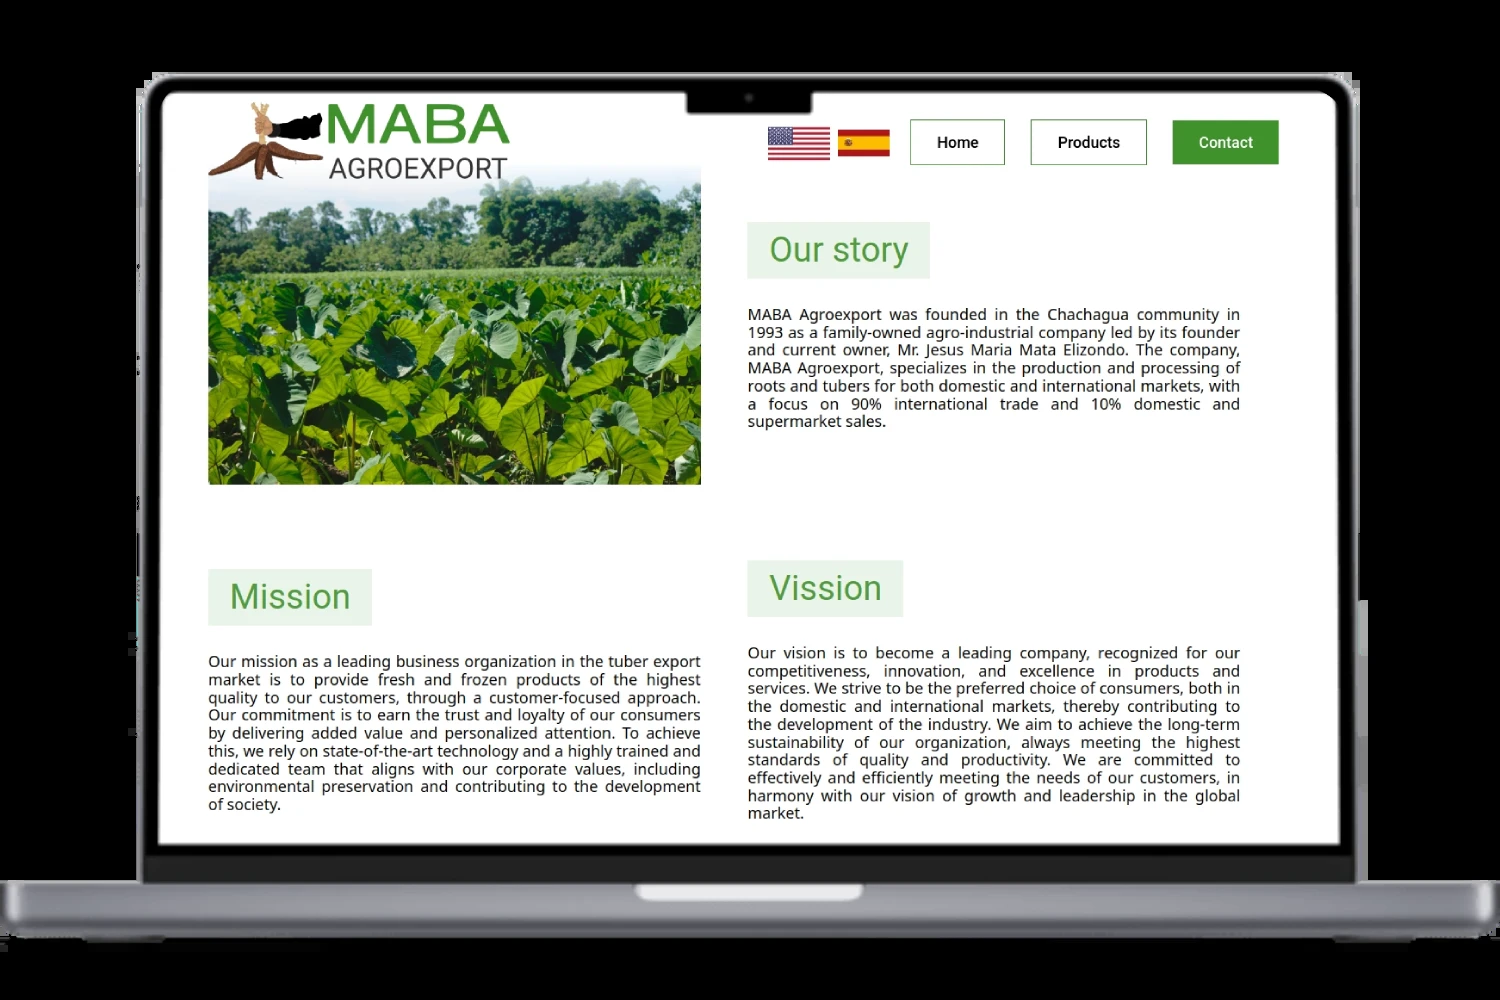 MABA
AGROEXPORT
Home
Products
Contact
Our story
MABA Agroexport was founded in the Chachagua community in
1993 as a family-owned agro-industrial company led by its founder
and current owner, Mr. Jesus Maria Mata Elizondo. The company,
MABA Agroexport, specializes in the production and processing of
roots and tubers for both domestic and international markets, with
a focus on 90% international trade and 10% domestic and
supermarket sales.
Mission
Our mission as a leading business organization in the tuber export
market is to provide fresh and frozen products of the highest
quality to our customers, through a customer-focused approach.
Our commitment is to earn the trust and loyalty of our consumers
by delivering added value and personalized attention. To achieve
this, we rely on state-of-the-art technology and a highly trained and
dedicated team that aligns with our corporate values, including
environmental preservation and contributing to the development
of society.
Vission
Our vision is to become a leading company, recognized for our
competitiveness, innovation, and excellence in products and
services. We strive to be the preferred choice of consumers, both in
the domestic and international markets, thereby contributing to
the development of the industry. We aim to achieve the long-term
sustainability of our organization, always meeting the highest
standards of quality and productivity. We are committed to
effectively and efficiently meeting the needs of our customers, in
harmony with our vision of growth and leadership in the global
market.